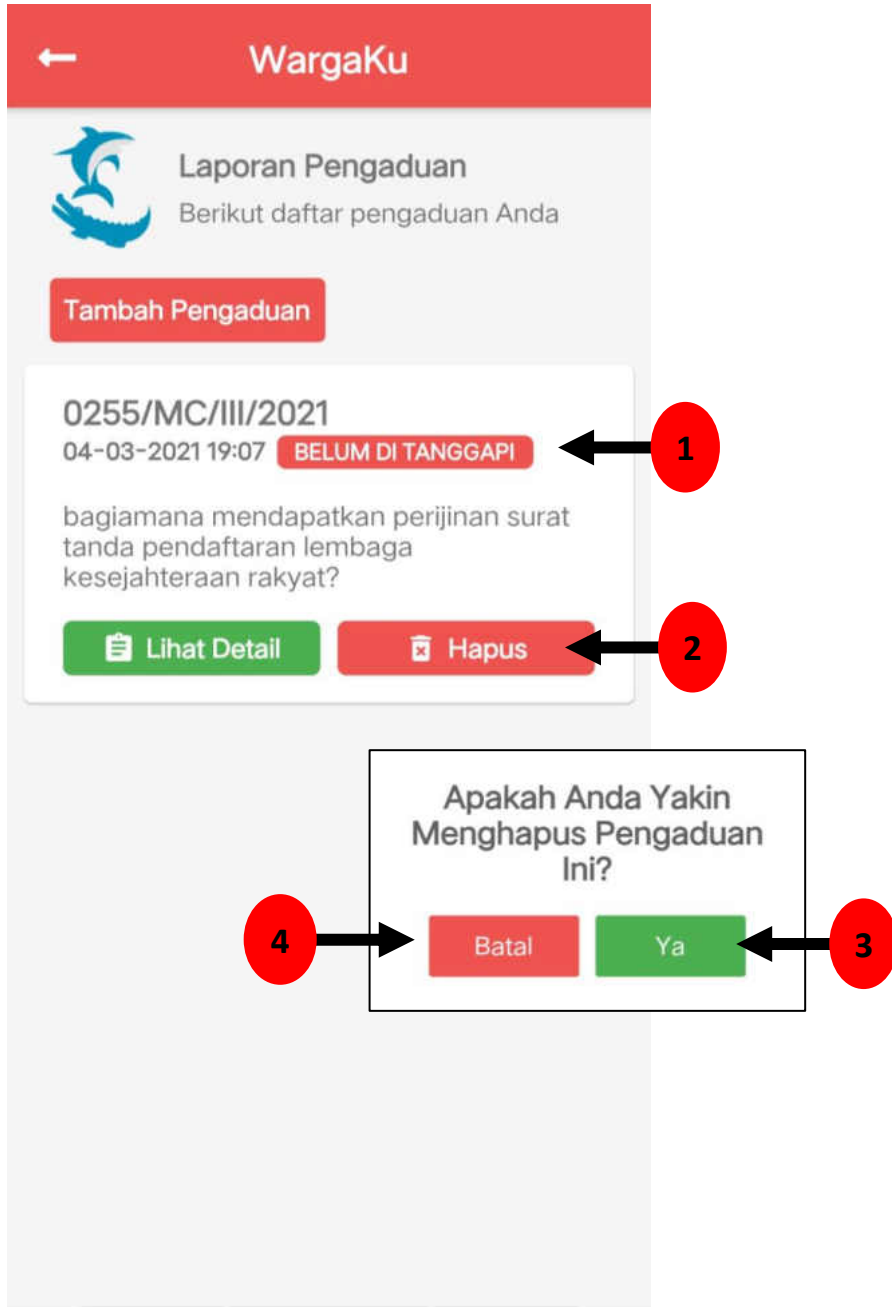 WargaKu
Laporan Pengaduan
Berikut daftar pengaduan Anda
Tambah Pengaduan
0255/MC/III/2021
04-03-2021 19:07 BELUM DI TANGGAPI
1
bagiamana mendapatkan perijinan surat
tanda pendaftaran lembaga
kesejahteraan rakyat?
Lihat Detail
Hapus
2
Apakah Anda Yakin
Menghapus Pengaduan
Ini?
4
Batal
Ya
3